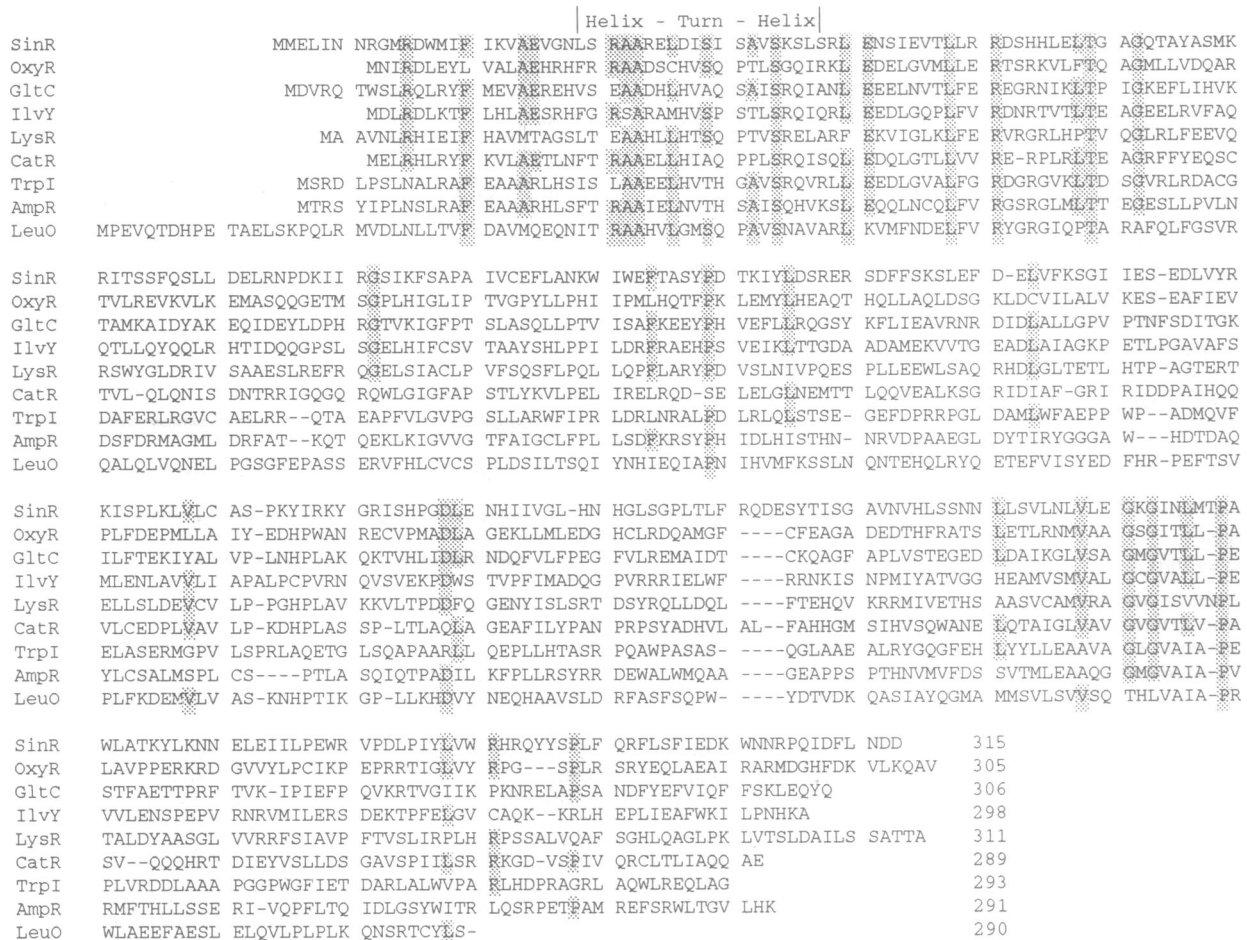 Helix - Turn - Helix
SinR MMELIN NRGMRDWMIF IKVAEVGNLS RAARELDISI SAVSKSLSRL ENSIEVTLLR RDSHHLELTG AGQTAYASMK
OxyR MNIRDLEYL VALAEHRHFR RAADSCHVSQ PTLSGQIRKL EDELGVMLLE RTSRKVLFTQ AGMLLVDQAR
GltC MDVRQ TWSLRQLRYF MEVAEREHVS EAADHLHVAQ SAISRQIANL EEELNVTLFE REGRNIKLTP IGKEFLIHVK
IlvY MDLRDLKTF LHLAESRHFG RSARAMHVSP STLSRQIQRL EEDLGQPLFV RDNRTVTLTE AGEELRVFAQ
LysR MA AVNLRHIEIF HAVMTAGSLT EAAHLLHTSQ PTVSRELARF EKVIGLKLFE RVRGRLHPTV QGLRLFEEVQ
CatR MELRHLRYF KVLAETLNFT RAAELLHIAQ PPLSRQISQL EDQLGTLLVV RE-RPLRLTE AGRFFYEQSC
TrpI MSRD LPSLNALRAF EAAARLHSIS LAAEELHVTH GAVSRQVRLL EEDLGVALFG RDGRGVKLTD SGVRLRDACG
AmpR MTRS YIPLNSLRAF EAAARHLSFT RAAIELNVTH SAISQHVKSL EQQLNCQLFV RGSRGLMLTT EGESLLPVLN
LeuO MPEVQTDHPE TAELSKPQLR MVDLNLLTVF DAVMQEQNIT RAAHVLGMSQ PAVSNAVARL KVMFNDELFV RYGRGIQPTA RAFQLFGSVR
SinR RITSSFQSLL DELRNPDKII RGSIKFSAPA IVCEFLANKW IWEFTASYPD TKIYLDSRER SDFFSKSLEF D-ELVFKSGI IES-EDLVYR
OxyR TVLREVKVLK EMASQQGETM SGPLHIGLIP TVGPYLLPHI IPMLHQTFPK LEMYLHEAQT HQLLAQLDSG KLDCVILALV KES-EAFIEV
GltC TAMKAIDYAK EQIDEYLDPH RGTVKIGFPT SLASQLLPTV ISAFKEEYPH VEFLLRQGSY KFLIEAVRNR DIDLALLGPV PTNFSDITGK
IlvY QTLLQYQQLR HTIDQQGPSL SGELHIFCSV TAAYSHLPPI LDRFRAEHPS VEIKLTTGDA ADAMEKVVTG EADLAIAGKP ETLPGAVAFS
LysR RSWYGLDRIV SAAESLREFR QGELSIACLP VFSQSFLPQL LQPFLARYPD VSLNIVPQES PLLEEWLSAQ RHDLGLTETL HTP-AGTERT
CatR TVL-QLQNIS DNTRRIGQGQ RQWLGIGFAP STLYKVLPEL IRELRQD-SE LELGLNEMTT LQQVEALKSG RIDIAF-GRI RIDDPAIHQQ
TrpI DAFERLRGVC AELRR--QTA EAPFVLGVPG SLLARWFIPR LDRLNRALPD LRLQLSTSEG -EFDPRRPGL DAMLWFAEPP WP--ADMQVF
AmpR DSFDRMAGML DRFAT--KQT QEKLKIGVVG TFAIGCLFPL LSDFKRSYPH IDLHISTHN- NRVDPAAEGL DYTIRYGGGA W---HDTDAQ
LeuO QALQLVQNEL PGSGFEPASS ERVFHLCVCS PLDSILTSQI YNHIEQIAPN IHVMFKSSLN QNTEHQLRYQ ETEFVISYED FHR-PEFTSV
SinR KISPLKLVLC AS-PKYIRKY GRISHPGDLE NHIIVGL-HN HGLSGPLTLF RQDESYTISG AVNVHLSSNN LLSVLNLVLE GKGINLMTPA
OxyR PLFDEPMLLA IY-EDHPWAN RECVPMADLA GEKLLMLEDG HCLRDQAMGF ----CFEAGA DEDTHFRATS LETLRNMVAA GSGITLL-PA
GltC ILFTEKIYAL VP-LNHPLAK QKTVHLIDLR NDQFVLFPEG FVLREMAIDT ----CKQAGF APLVSTEGED LDAIKGLVSA GMGVTLL-PE
IlvY MLENLAVVLI APALPCPVRN QVSVEKPDWS TVPFIMADQG PVRRRIELWF ----RRNKIS NPMIYATVGG HEAMVSMVAL GCGVALL-PE
LysR ELLSLDEVCV LP-PGHPLAV KKVLTPDDFQ GENYISLSRT DSYRQLLDQL ----FTEHQV KRRMIVETHS AASVCAMVRA GVGISVVNPL
CatR VLCEDPLVAV LP-KDHPLAS SP-LTLAQLA GEAFILYPAN PRPSYADHVL AL--FAHHGM SIHVSQWANE LQTAIGLVAV GVGVTLV-PA
TrpI ELASERMGPV LSPRLAQETG LSQAPAARLL QEPLLHTASR PQAWPASAS- --QGLAAE ALRYGQGFEH LYYLLEAAVA GLGVAIA-PE
AmpR YLCSALMSPL CS----PTLA SQIQTPADIL KFPLLRSYRR DEWALWMQAA ---GEAPPS PTHNVMVFDS SVTMLEAAQG GMGVAIA-PV
LeuO PLFKDEMVLV AS-KNHPTIK GP-LLKHDVY NEQHAAVSLD RFASFSQPW- ----YDTVDK QASIAYQGMA MMSVLSVVSQ THLVAIA-PR
SinR WLATKYLKNN ELEIILPEWR VPDLPIYLVW RHRQYYSPLF QRFLSFIEDK WNNRPQIDFL NDD 315
OxyR LAVPPERKRD GVVYLPCIKP EPRRTIGLVY RPG---SPLR SRYEQLAEAI RARMDGHFDK VLKQAV 305
GltC STFAETTPRF TVK-IPIEFP QVKRTVGIIK PKNRELAPSA NDFYEFVIQF FSKLEQYQ 306
IlvY VVLENSPEPV RNRVMILERS DEKTPFELGV CAQK--KRLH EPLIEAFWKI LPNHKA 298
LysR TALDYAASGL VVRRFSIAVP FTVSLIRPLH RPSSALVQAF SGHLQAGLPK LVTSLDAILS SATTA 311
CatR SV--QQQHRT DIEYVSLLDS GAVSPIILSR RKGD-VSPIV QRCLTLIAQQ AE 289
TrpI PLVRDDLAAA PGGPWGFIET DARLALWVPA RLHDPRAGRL AQWLREQLAG 293
AmpR RMFTHLLSSE RI-VQPFLTQ IDLGSYWITR LQSRPETPAM REFSRWLTGV LHK 291
LeuO WLAEEFAESL ELQVLPLPLK QNSRTCYLS- 290